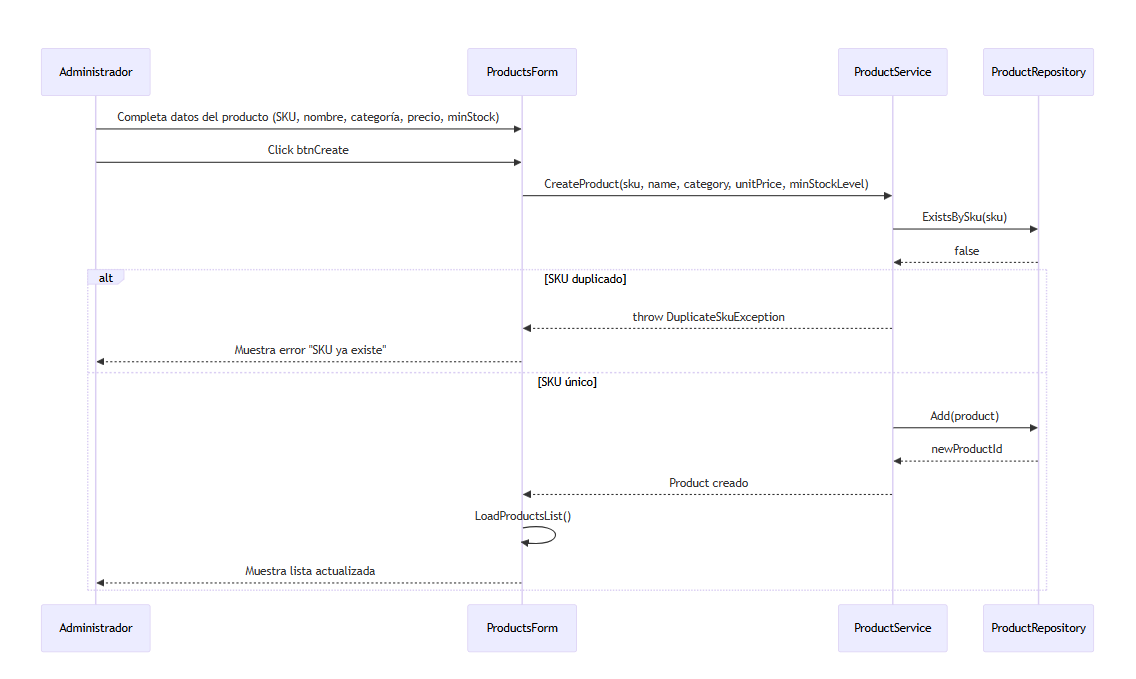 Administrador
ProductsForm
ProductService
ProductRepository
Completa datos del producto (SKU, nombre, categoría, precio, minStock)
Click btnCreate
CreateProduct(sku, name, category, unitPrice, minStockLevel)
ExistsBySku(sku)
false
alt
[SKU duplicado]
throw DuplicateSkuException
Muestra error "SKU ya existe"
[SKU único]
Add(product)
newProductId
Product creado
LoadProductsList()
Muestra lista actualizada
Administrador
ProductsForm
ProductService
ProductRepository